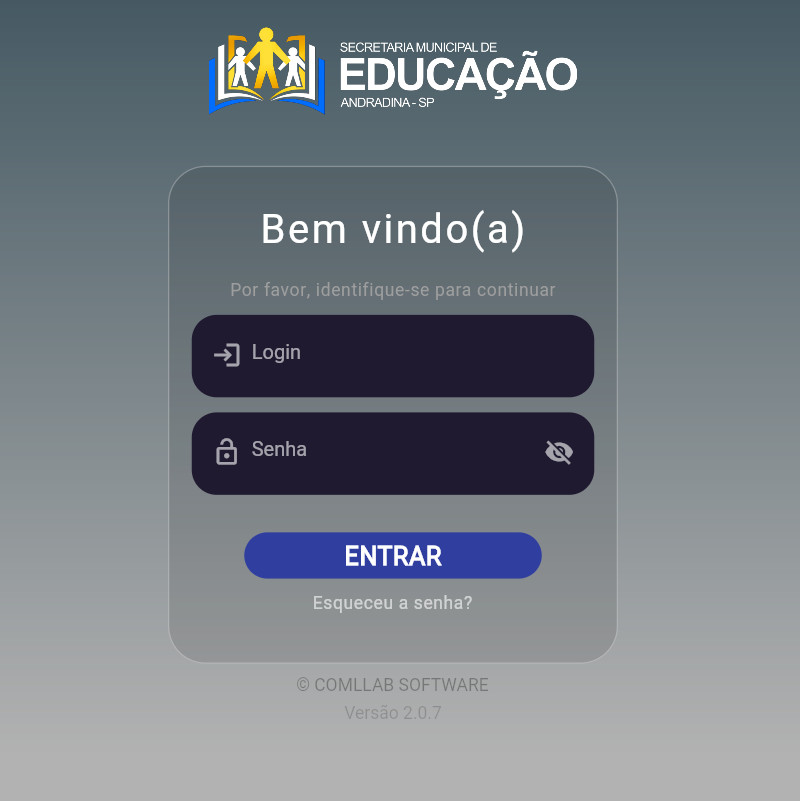 SECRETARIA MUNICIPAL DE
EDUCAÇÃO
ANDRADINA - SP
Bem vindo(a)
Por favor, identifique-se para continuar
Login
Senha
ENTRAR
Esqueceu a senha?
© COMLLAB SOFTWARE
Versão 2.0.7